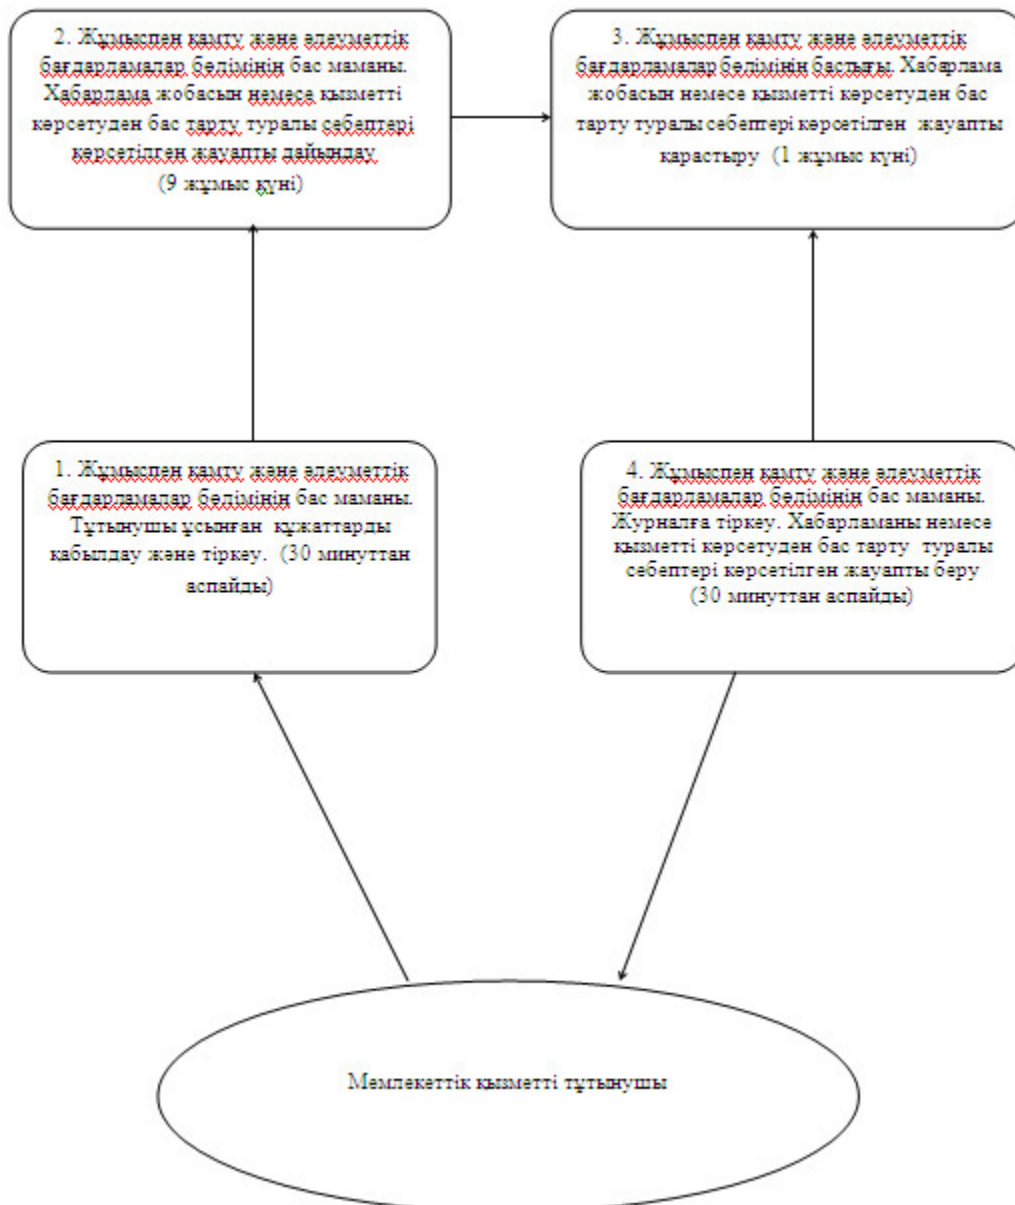 2. Жұмыспен қамту және әлеуметтік
бағдарламалар бөлімінің бас маманы.
Хабарлама жобасын немесе қызметті
көрсетуден бас тарту туралы себептері
көрсетілген жауапты дайындау
(9 жұмыс күні)
3. Жұмыспен қамту және әлеуметтік
бағдарламалар бөлімінің бастығы. Хабарлама
жобасын немесе қызметті көрсетуден бас
тарту туралы себептері көрсетілген жауапты
қарастыру (1 жұмыс күні)
1. Жұмыспен қамту және әлеуметтік
бағдарламалар бөлімінің бас маманы.
Тұтынушы ұсынған құжаттарды
қабылдау және тіркеу. (30 минуттан
аспайды)
4. Жұмыспен қамту және әлеуметтік
бағдарламалар бөлімінің бас маманы.
Журналға тіркеу. Хабарламаны немесе
қызметті көрсетуден бас тарту туралы
себептері көрсетілген жауапты беру
(30 минуттан аспайды)
Мемлекеттік қызметті тұтынушы